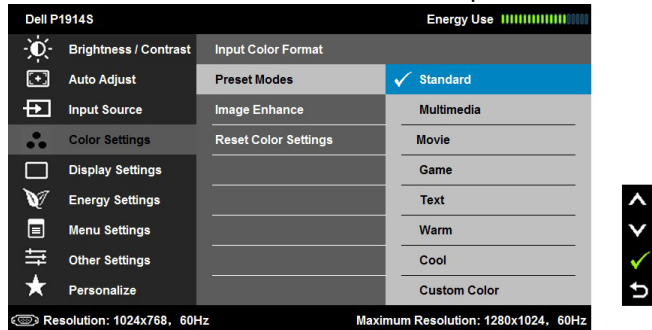 Dell P1914S Energy Use
Brightness / Contrast Input Color Format
Auto Adjust Preset Modes Standard
Input Source Image Enhance Multimedia
Color Settings Reset Color Settings Movie
Display Settings Game
Energy Settings Text
Menu Settings Warm
Other Settings Cool
Personalize Custom Color
Resolution: 1024x768, 60Hz Maximum Resolution: 1280x1024, 60Hz